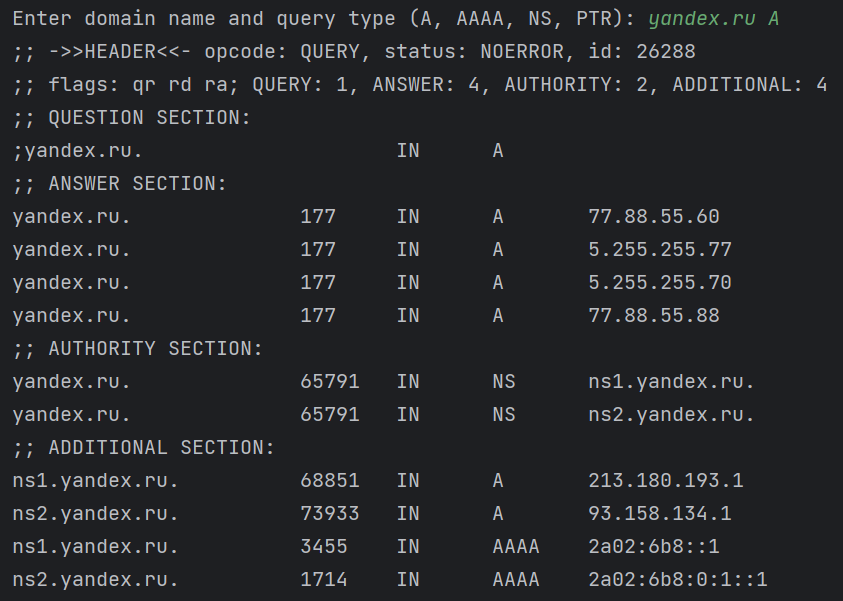 Enter domain name and query type (A, AAAA, NS, PTR): yandex.ru A
;; ->>HEADER<<- opcode: QUERY, status: NOERROR, id: 26288
;; flags: qr rd ra; QUERY: 1, ANSWER: 4, AUTHORITY: 2, ADDITIONAL: 4
;; QUESTION SECTION:
;yandex.ru.                     IN      A
;; ANSWER SECTION:
yandex.ru.              177     IN      A       77.88.55.60
yandex.ru.              177     IN      A       5.255.255.77
yandex.ru.              177     IN      A       5.255.255.70
yandex.ru.              177     IN      A       77.88.55.88
;; AUTHORITY SECTION:
yandex.ru.              65791   IN      NS      ns1.yandex.ru.
yandex.ru.              65791   IN      NS      ns2.yandex.ru.
;; ADDITIONAL SECTION:
ns1.yandex.ru.          68851   IN      A       213.180.193.1
ns2.yandex.ru.          73933   IN      A       93.158.134.1
ns1.yandex.ru.          3455    IN      AAAA    2a02:6b8::1
ns2.yandex.ru.          1714    IN      AAAA    2a02:6b8:0:1::1